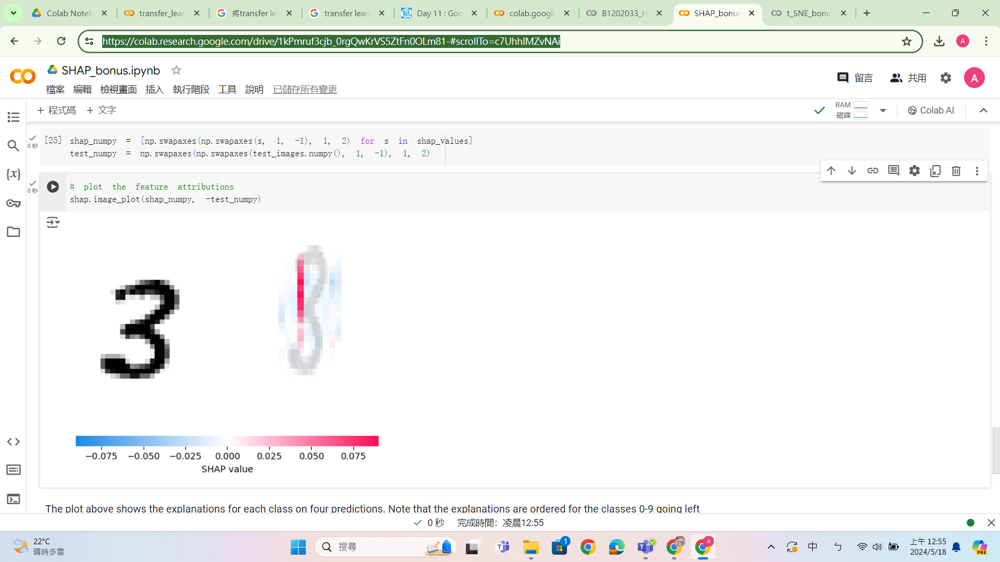 Colab Noteb
transfer_lear
將transfer le
transfer learn
Day 11 : Goo
colab.google
B1202033_H
SHAP_bonus
t_SNE_bonu
https://colab.research.google.com/drive/1kPmruf3cjb_0rgQwKrVS5ZtFn0OLm81-#scrollTo=c7UhhIMZvNAi
A
SHAP_bonus.ipynb
留言
共用
A
檔案 編輯 檢視畫面 插入 執行階段 工具 說明 已儲存所有變更
+ 程式碼 + 文字
RAM
磁碟
Colab AI
0 秒
[25] shap_numpy = [np.swapaxes(np.swapaxes(s, 1, -1), 1, 2) for s in shap_values]
test_numpy = np.swapaxes(np.swapaxes(test_images.numpy(), 1, -1), 1, 2)
{x}
0 秒
# plot the feature attributions
shap.image_plot(shap_numpy, -test_numpy)
3
−0.075 −0.050 −0.025 0.000 0.025 0.050 0.075
SHAP value
The plot above shows the explanations for each class on four predictions. Note that the explanations are ordered for the classes 0-9 going left
0 秒 完成時間：凌晨12:55
22°C
晴時多雲
搜尋
1
A
中
ㄣ
上午 12:55
2024/5/18
PRE